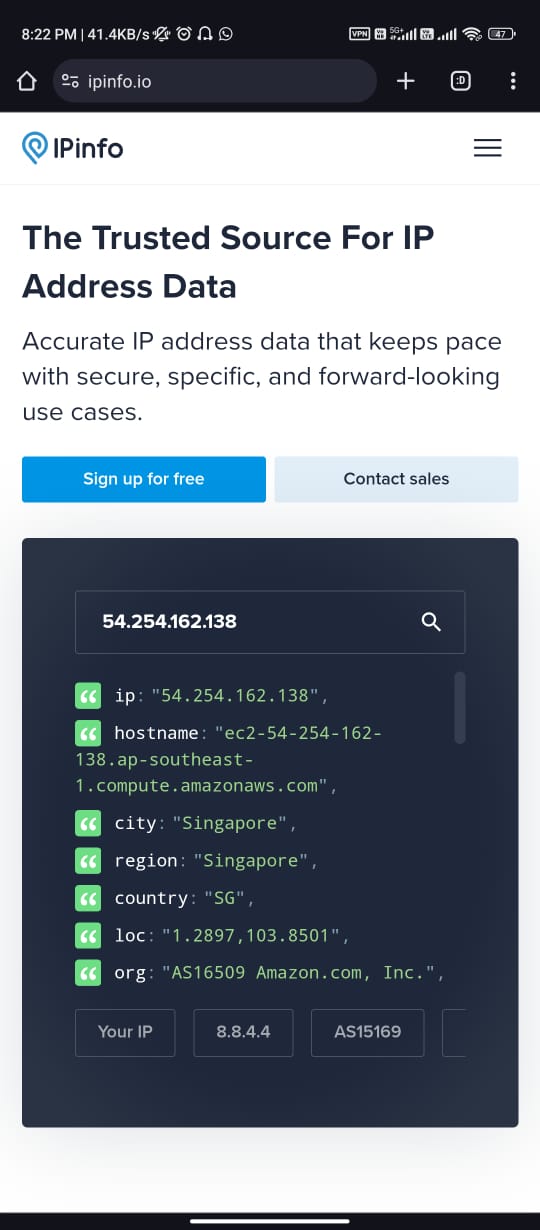 8:22 PM | 41.4KB/s
VPN 5G+ 47
ipinfo.io
:D
IPinfo
The Trusted Source For IP
Address Data
Accurate IP address data that keeps pace
with secure, specific, and forward-looking
use cases.
Sign up for free Contact sales
54.254.162.138
ip: "54.254.162.138",
hostname: "ec2-54-254-162-
138.ap-southeast-
1.compute.amazonaws.com",
city: "Singapore",
region: "Singapore",
country: "SG",
loc: "1.2897,103.8501",
org: "AS16509 Amazon.com, Inc.",
Your IP 8.8.4.4 AS15169